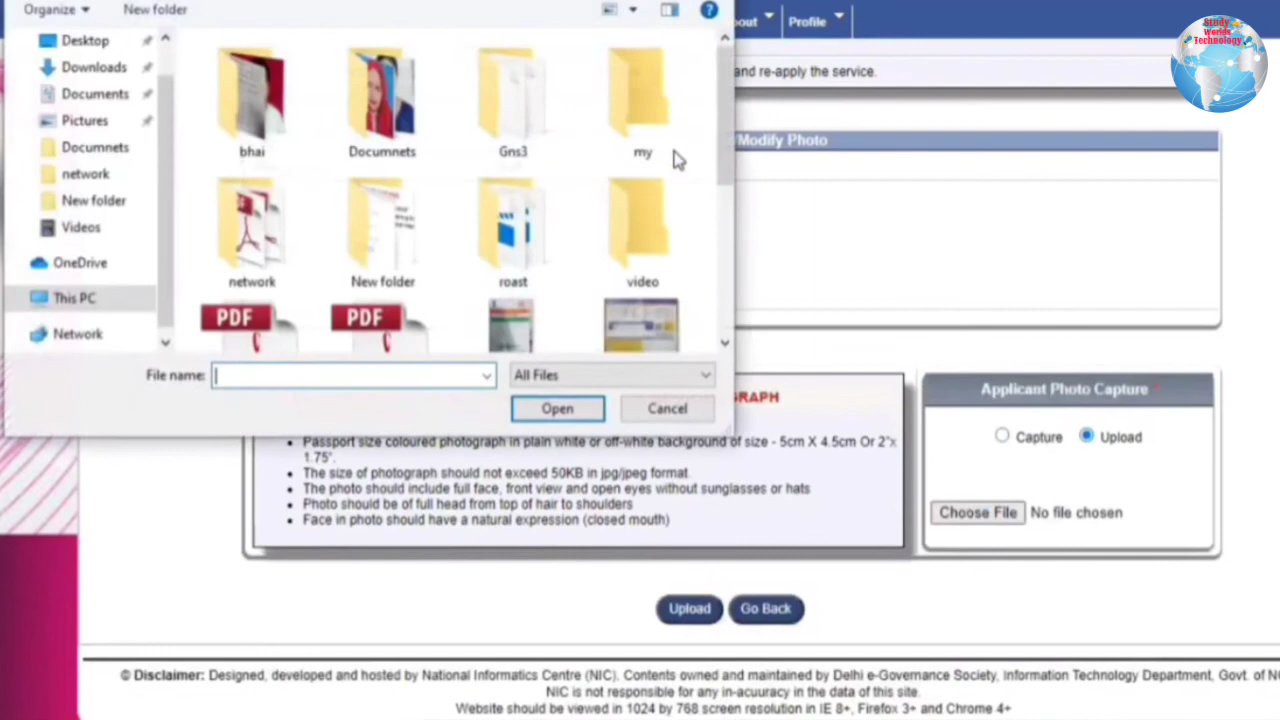 Organize New folder
out Profile
Study
Worlds
Technology
Desktop
Downloads
Documents
Pictures
Documnets
network
New folder
Videos
OneDrive
This PC
Network
bhai Documnets Gns3 my
network New folder roast video
PDF PDF
and re-apply the service.
/Modify Photo
File name: All Files
Open Cancel
RAPH
Passport size coloured photograph in plain white or off-white background of size - 5cm X 4.5cm Or 2"x
1.75".
The size of photograph should not exceed 50KB in jpg/jpeg format.
The photo should include full face, front view and open eyes without sunglasses or hats
Photo should be of full head from top of hair to shoulders
Face in photo should have a natural expression (closed mouth)
Applicant Photo Capture *
Capture Upload
Choose File No file chosen
Upload Go Back
© Disclaimer: Designed, developed and hosted by National Informatics Centre (NIC). Contents owned and maintained by Delhi e-Governance Society, Information Technology Department, Govt. of NC
NIC is not responsible for any in-acuuracy in the data of this site.
Website should be viewed in 1024 by 768 screen resolution in IE 8+, Firefox 3+ and Chrome 4+